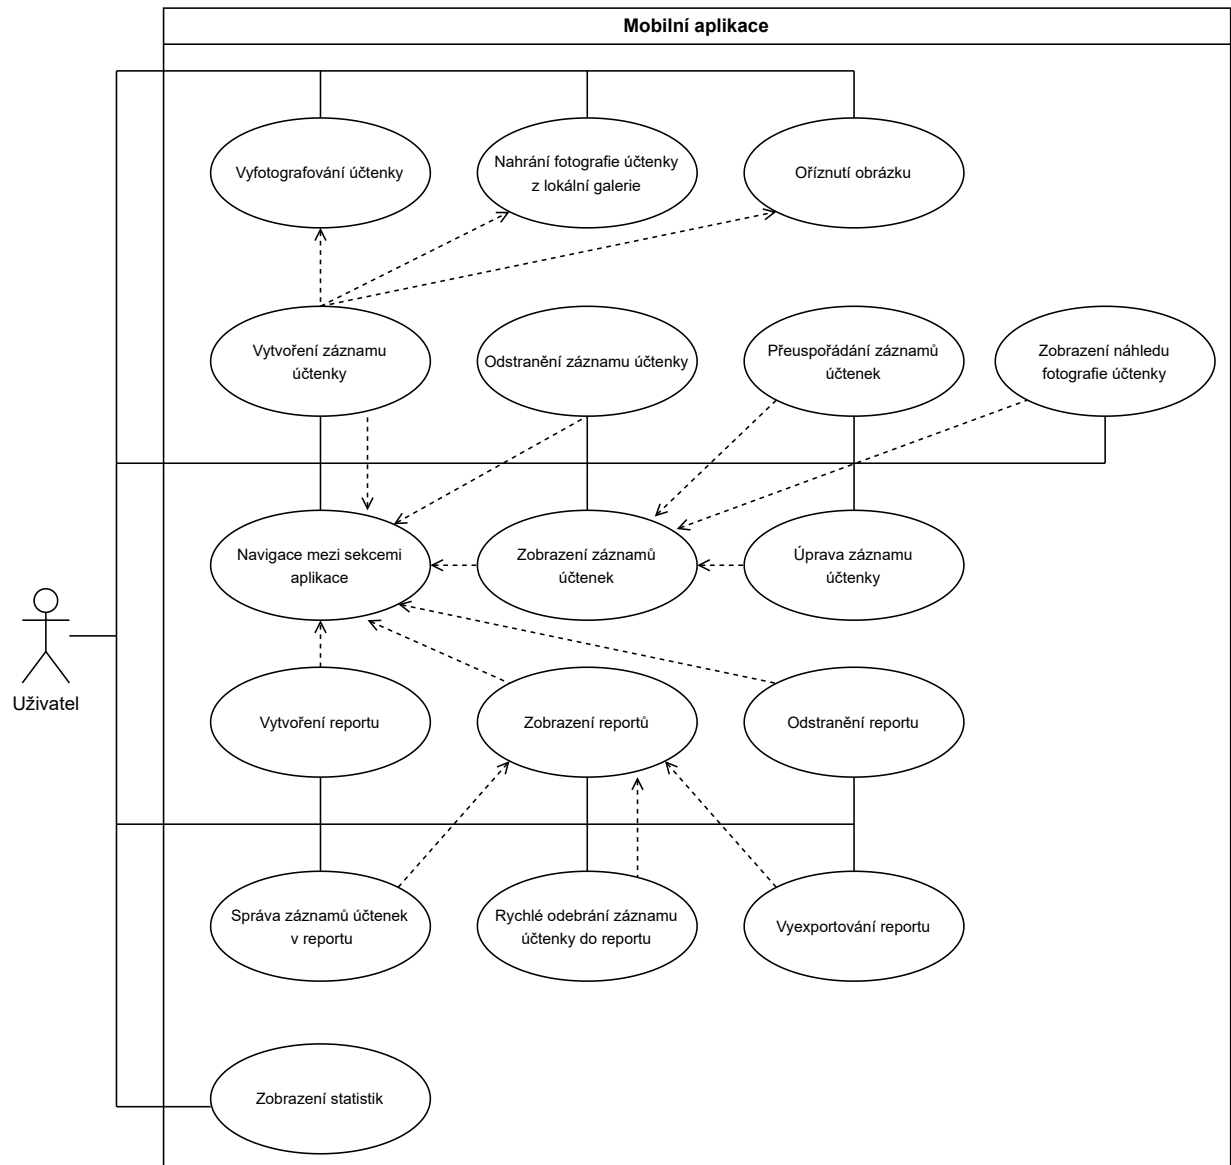 Mobilní aplikace
Vyfotografování účtenky
Nahrání fotografie účtenky
z lokální galerie
Oříznutí obrázku
Vytvoření záznamu
účtenky
Odstranění záznamu účtenky
Přeuspořádání záznamů
účtenek
Zobrazení náhledu
fotografie účtenky
Navigace mezi sekcemi
aplikace
Zobrazení záznamů
účtenek
Úprava záznamu
účtenky
Uživatel
Vytvoření reportu
Zobrazení reportů
Odstranění reportu
Správa záznamů účtenek
v reportu
Rychlé odebrání záznamu
účtenky do reportu
Vyexportování reportu
Zobrazení statistik